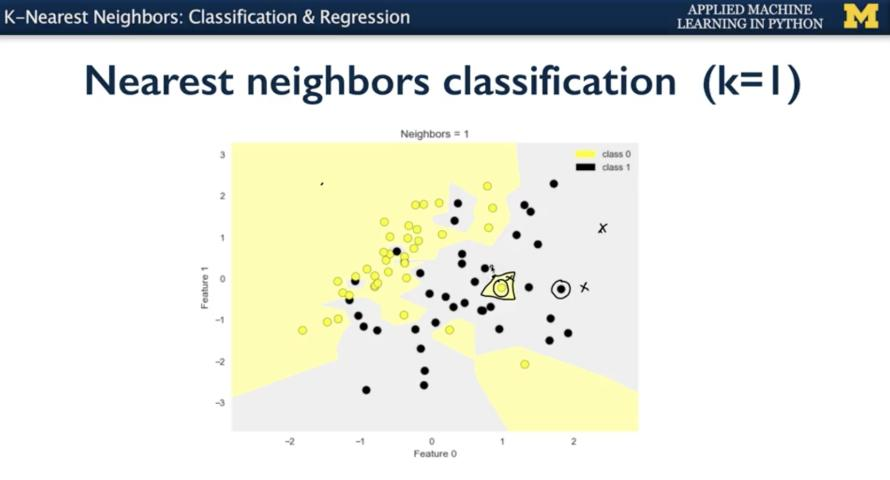 K-Nearest Neighbors: Classification & Regression
APPLIED MACHINE
LEARNING IN PYTHON
M
Nearest neighbors classification (k=1)
Neighbors = 1
class 0
class 1
3
2
1
0
−1
−2
−3
Feature 1
x
x
x
−2
−1
0
1
2
Feature 0